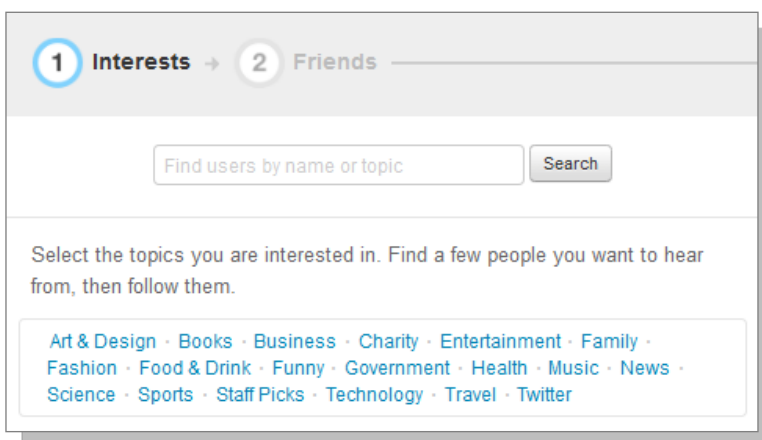 1 Interests → 2 Friends
Find users by name or topic Search
Select the topics you are interested in. Find a few people you want to hear
from, then follow them.
Art & Design · Books · Business · Charity · Entertainment · Family ·
Fashion · Food & Drink · Funny · Government · Health · Music · News ·
Science · Sports · Staff Picks · Technology · Travel · Twitter